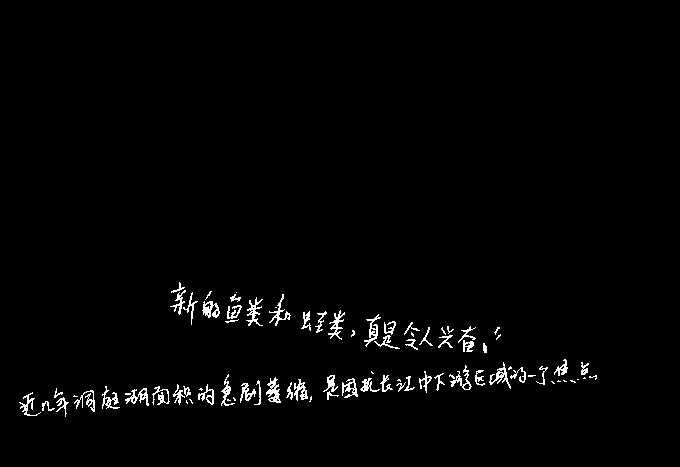 新的鱼类和蛙类，真是令人兴奋。”
近几年洞庭湖面积的急剧萎缩，是困扰长江中下游区域的一个焦点